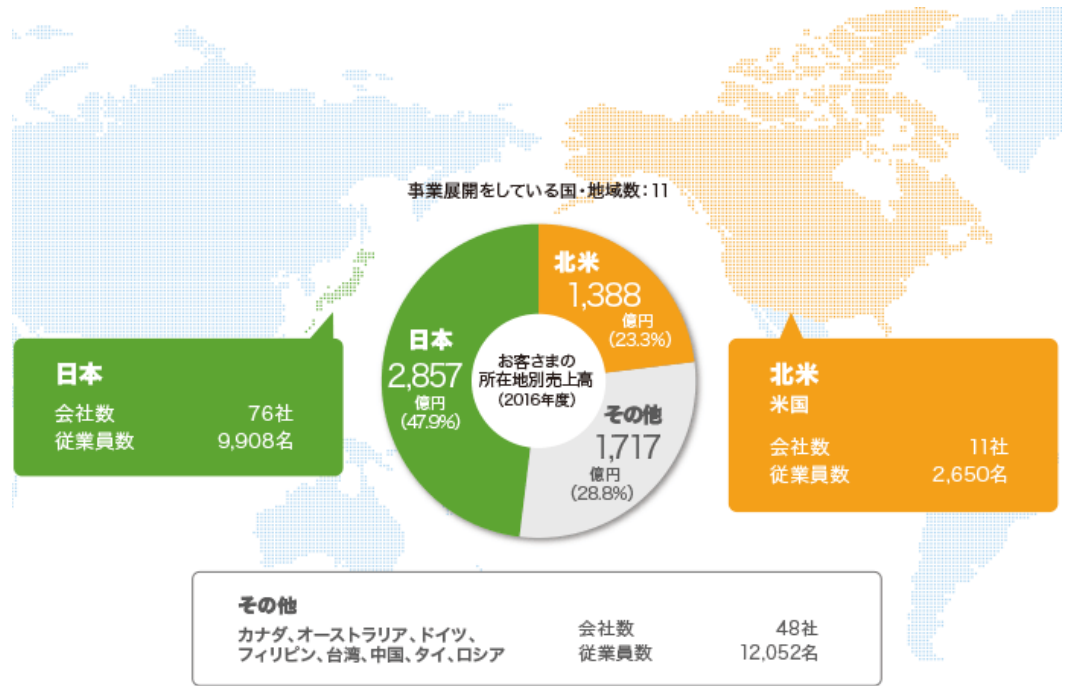 事業展開をしている国・地域数：11
北米
1,388
億円
(23.3%)
日本
2,857
億円
(47.9%)
お客さまの
所在地別売上高
(2016年度)
その他
1,717
億円
(28.8%)
日本
会社数 76社
従業員数 9,908名
北米
米国
会社数 11社
従業員数 2,650名
その他
カナダ、オーストラリア、ドイツ、
フィリピン、台湾、中国、タイ、ロシア
会社数 48社
従業員数 12,052名